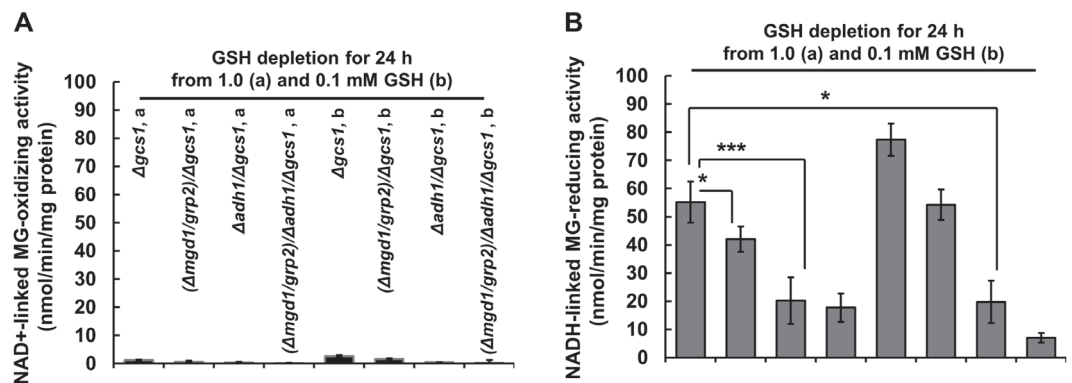 A
GSH depletion for 24 h
from 1.0 (a) and 0.1 mM GSH (b)
NAD+-linked MG-oxidizing activity
(nmol/min/mg protein)
100
90
80
70
60
50
40
30
20
10
0
Δgcs1, a
(Δmgd1/grp2)/Δgcs1, a
Δadh1/Δgcs1, a
(Δmgd1/grp2)/Δadh1/Δgcs1 , a
Δgcs1, b
(Δmgd1/grp2)/Δgcs1, b
Δadh1/Δgcs1, b
(Δmgd1/grp2)/Δadh1/Δgcs1 , b
B
GSH depletion for 24 h
from 1.0 (a) and 0.1 mM GSH (b)
NADH-linked MG-reducing activity
(nmol/min/mg protein)
100
90
80
70
60
50
40
30
20
10
0
*
***
*